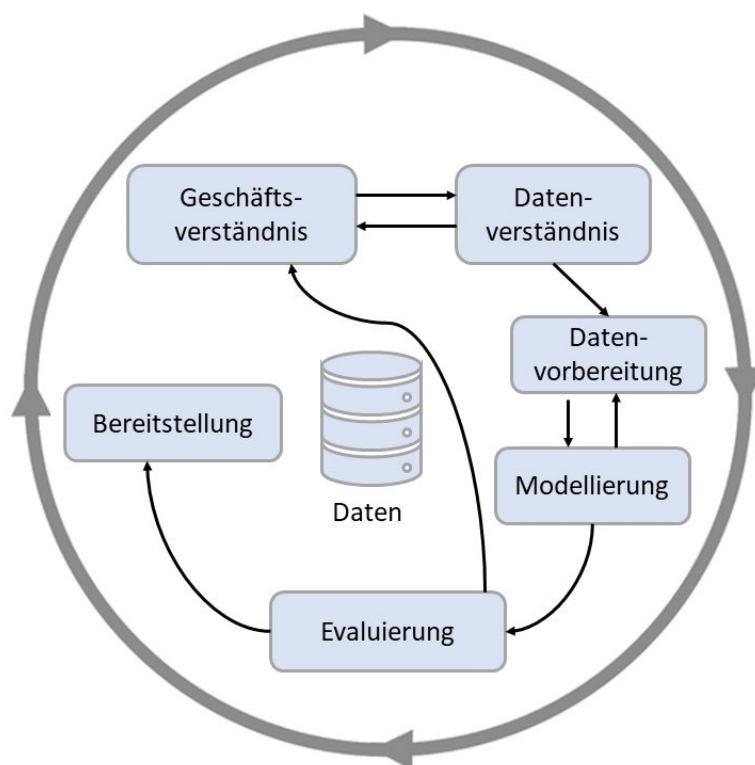 Geschäfts-
verständnis
Daten-
verständnis
Daten-
vorbereitung
Bereitstellung
Modellierung
Daten
Evaluierung